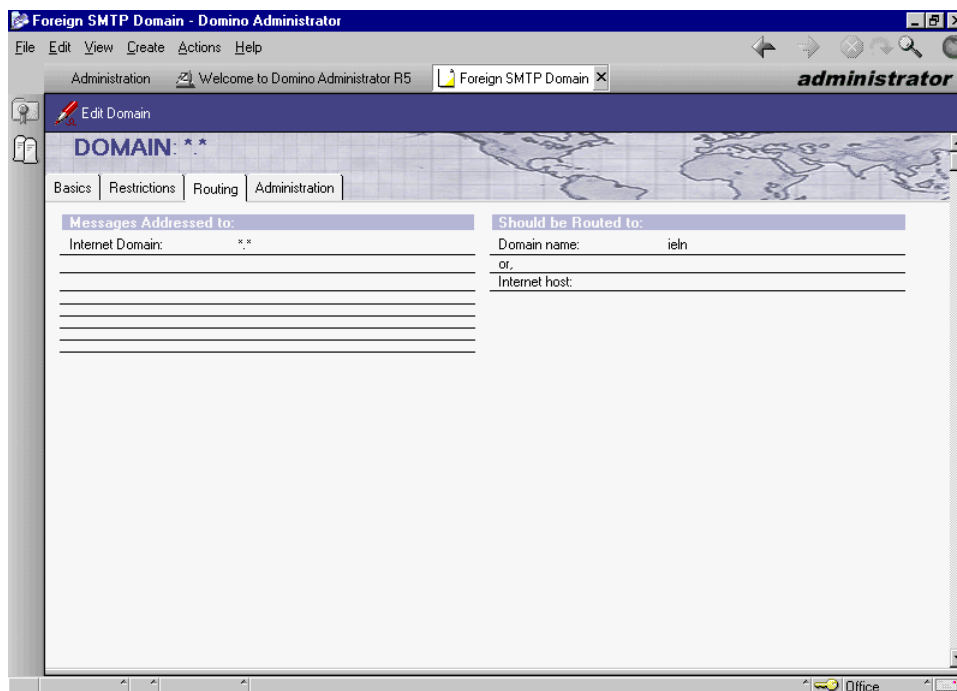 Foreign SMTP Domain - Domino Administrator
File Edit View Create Actions Help
Administration Welcome to Domino Administrator R5 Foreign SMTP Domain administrator
Edit Domain
DOMAIN: *.*
Basics Restrictions Routing Administration
Messages Addressed to: Should be Routed to:
Internet Domain: *.* Domain name: ieln
or,
Internet host:
Office